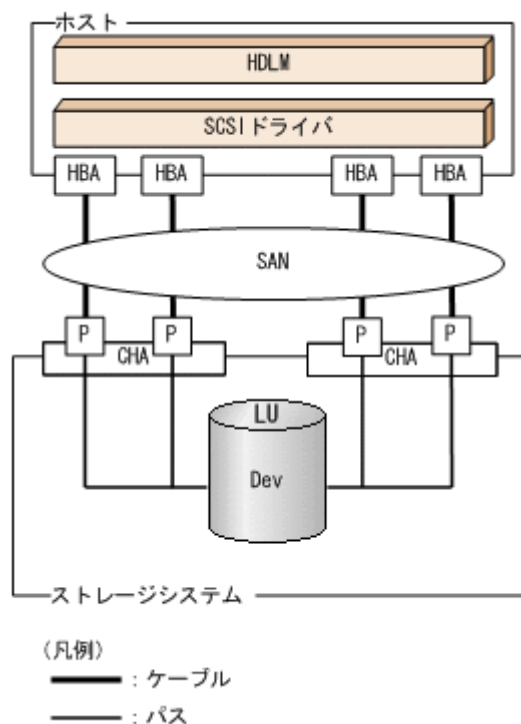 ホスト
HDLM
SCSIドライバ
HBA HBA HBA HBA
SAN
P P P P
CHA CHA
LU
Dev
ストレージシステム
(凡例)
: ケーブル
: パス